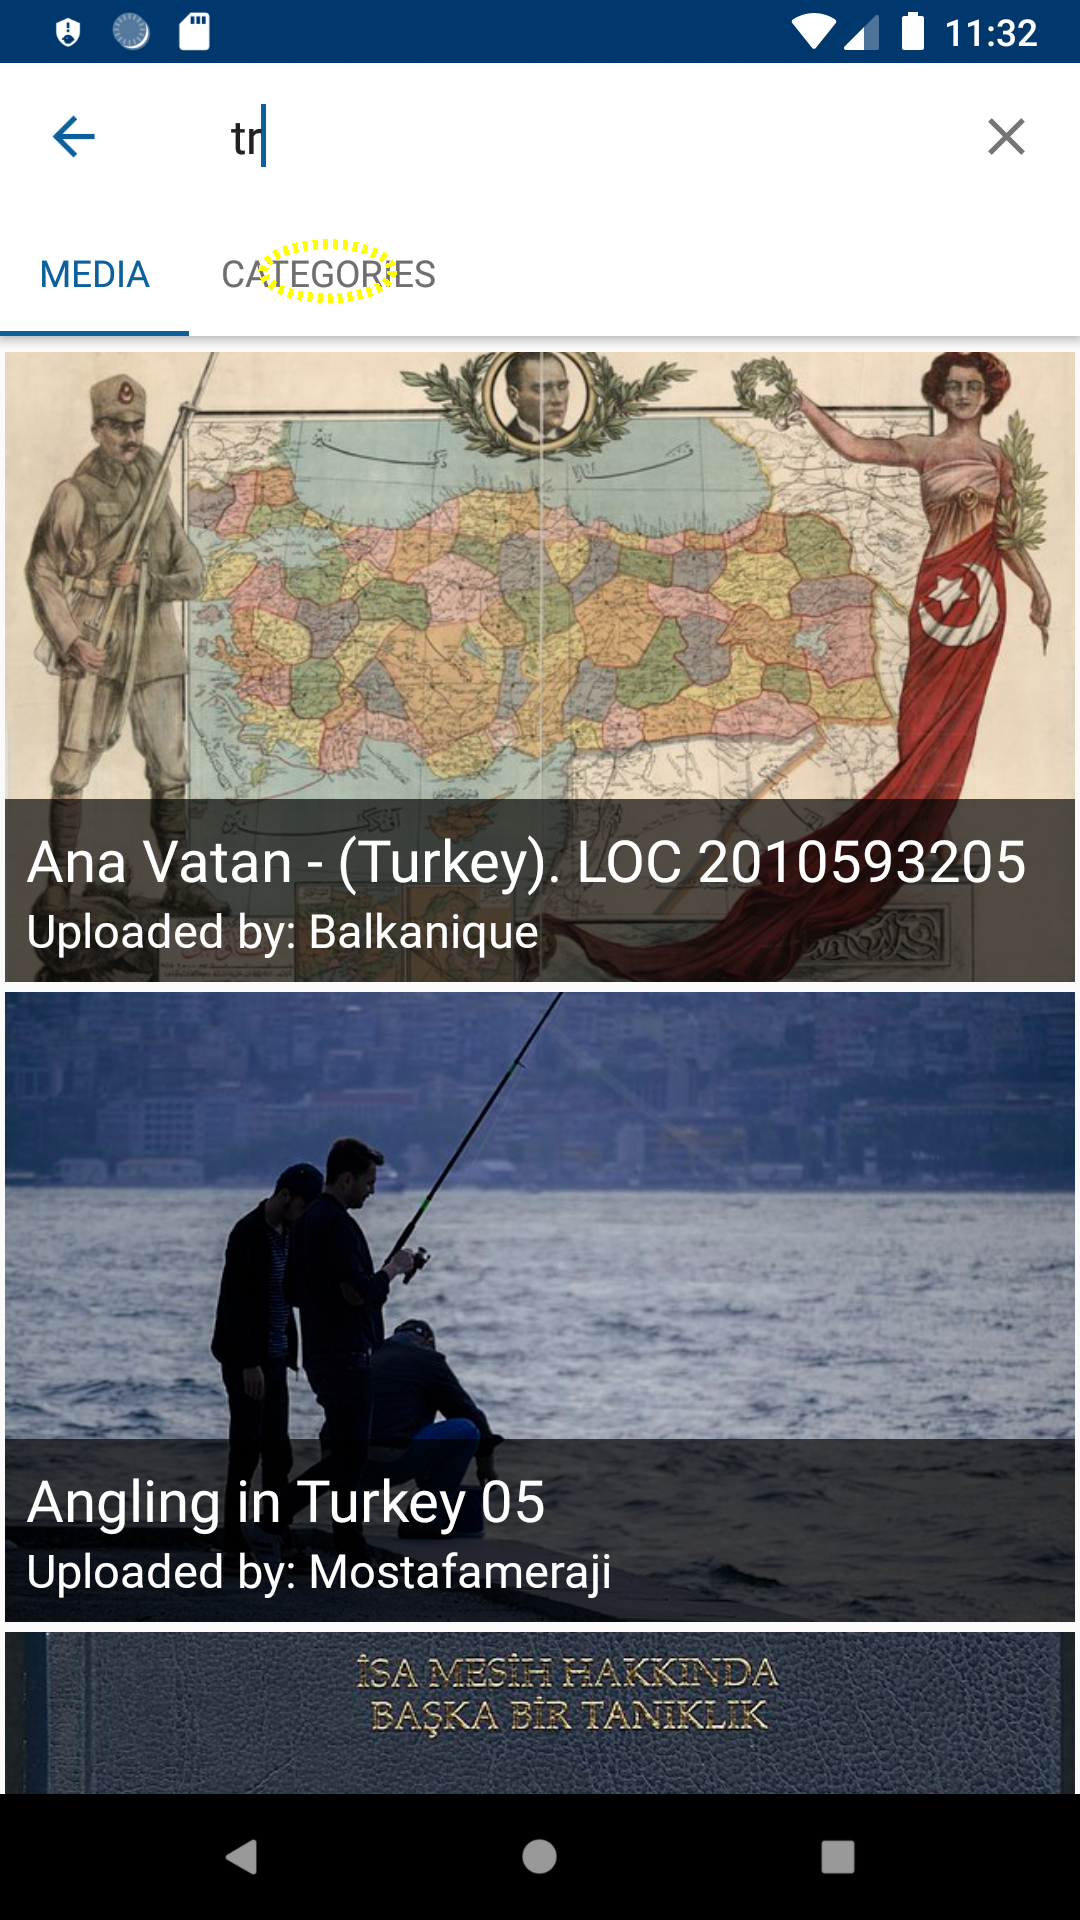 11:32
tr
MEDIA CATEGORIES
Ana Vatan - (Turkey). LOC 2010593205
Uploaded by: Balkanique
Angling in Turkey 05
Uploaded by: Mostafameraji
İSA MESİH HAKKINDA
BAŞKA BİR TANIKLIK